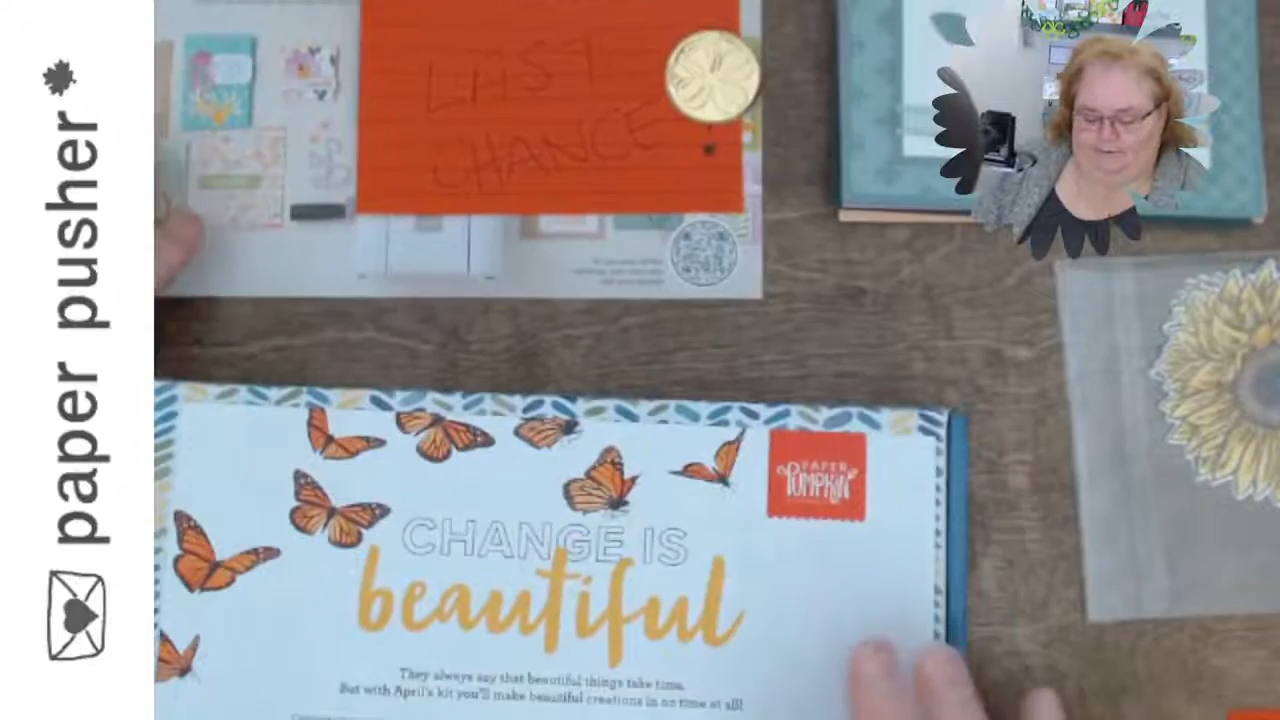 paper pusher
LAST
CHANCE!
PAPER
PUMPKIN
CHANGE IS
beautiful
They always say that beautiful things take time.
But with April's kit you'll make beautiful creations in no time at all!